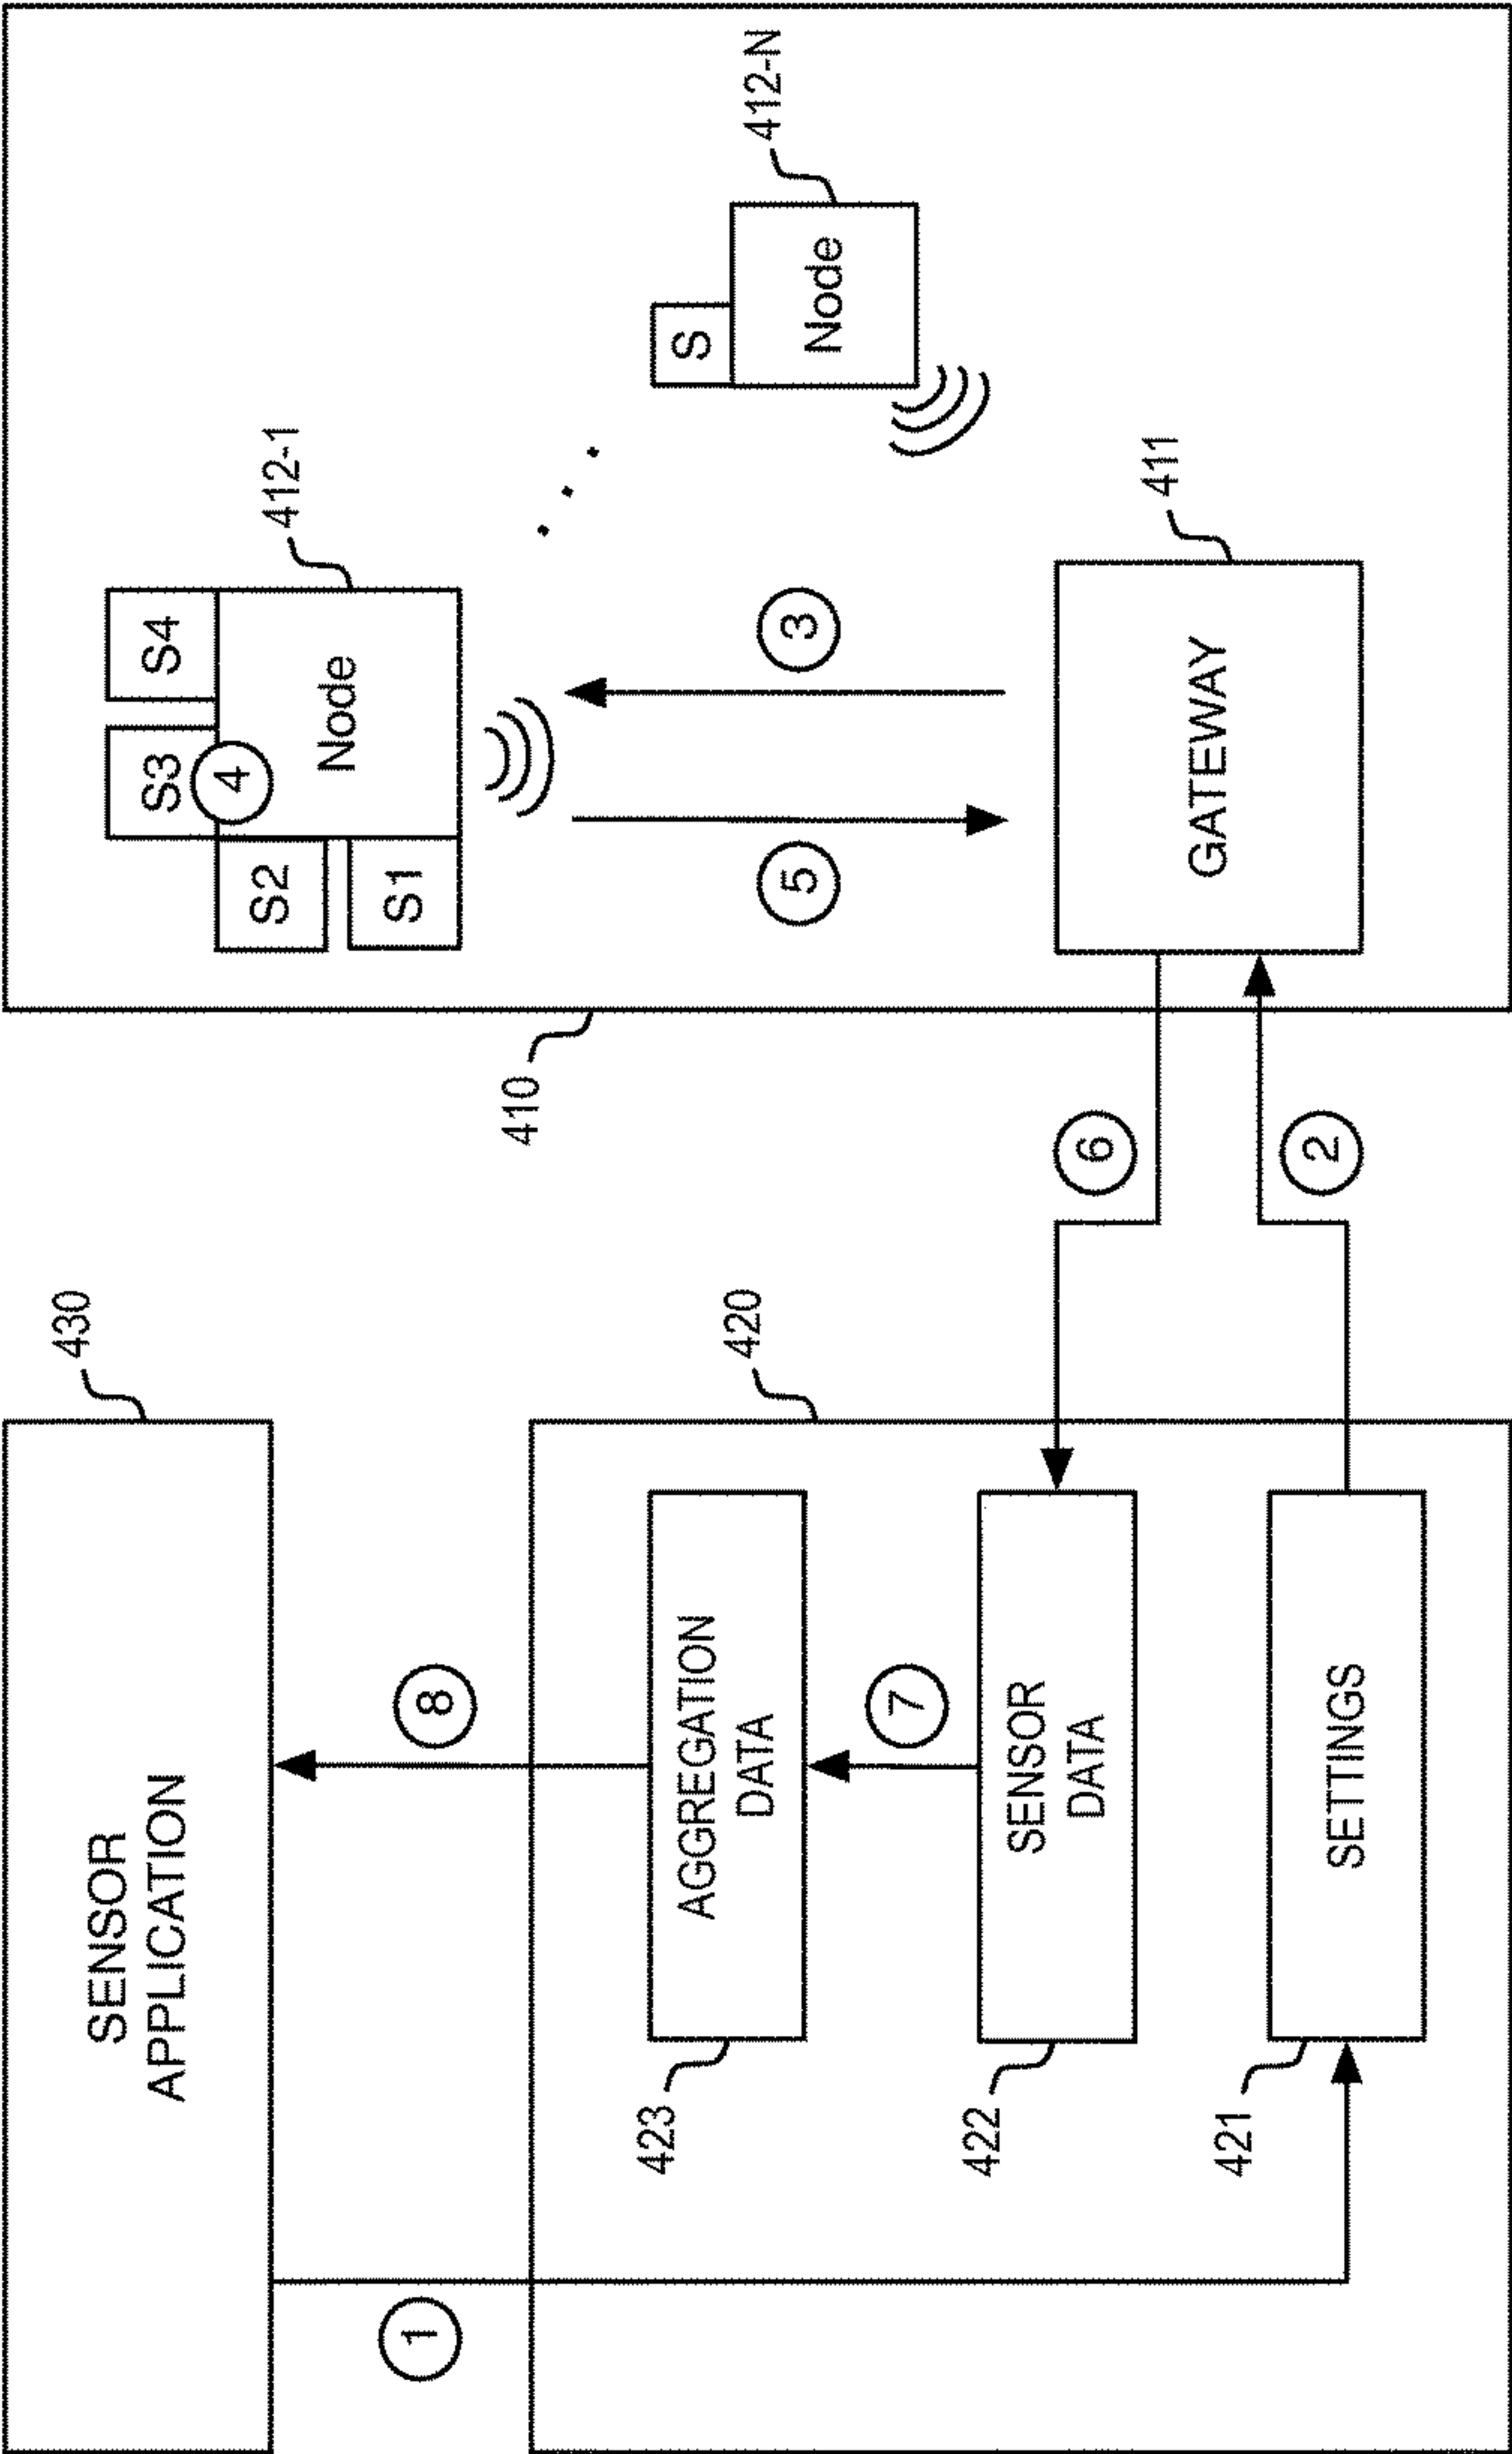 SENSOR
APPLICATION
430
1
8
420
AGGREGATION
DATA
423
7
SENSOR
DATA
422
SETTINGS
421
6
2
410
S2
S1
S3
S4
4
Node
412-1
5
3
GATEWAY
411
S
Node
412-N